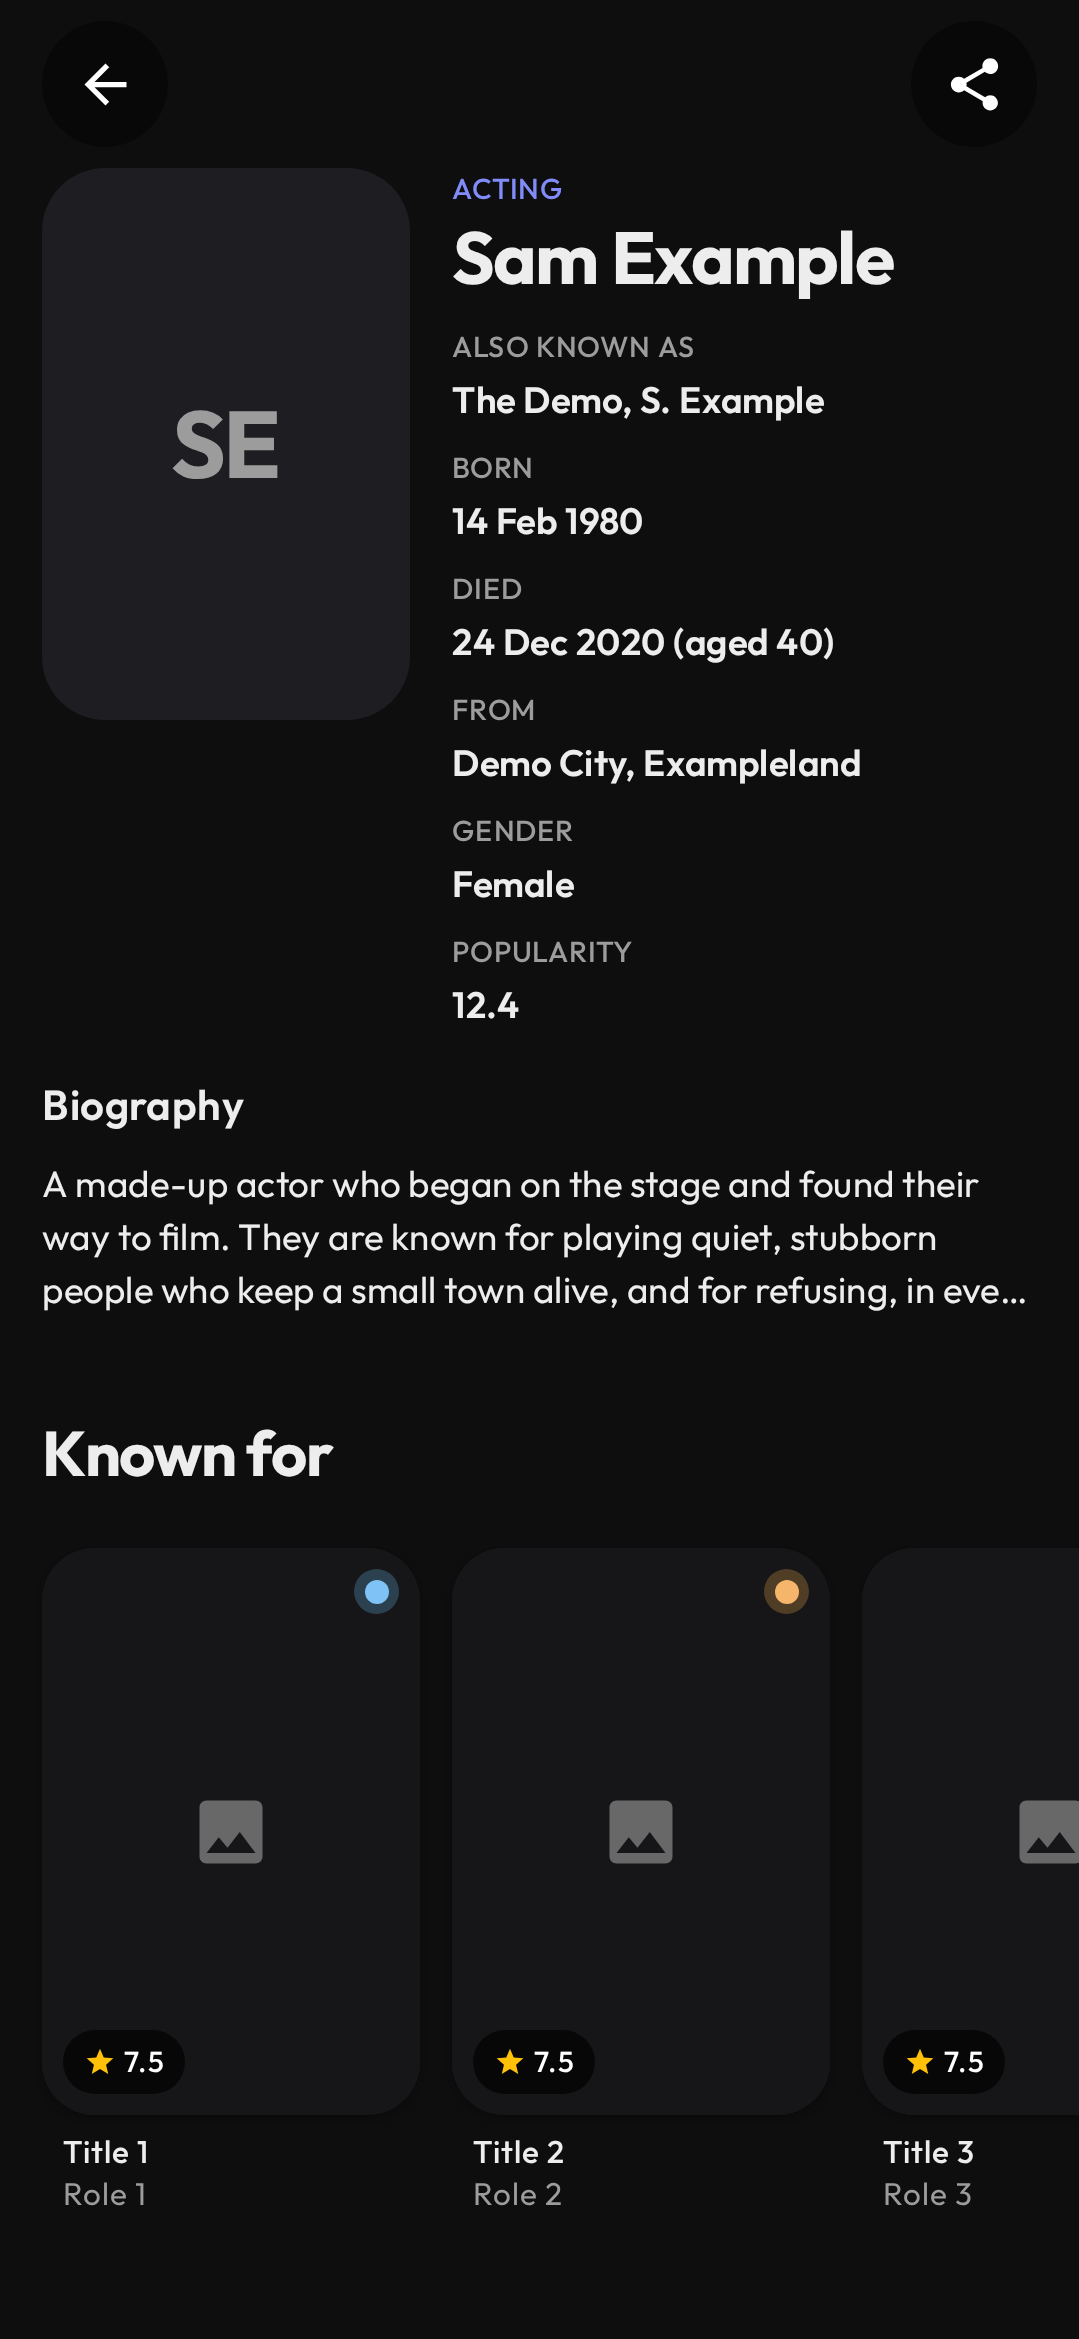 ACTING
Sam Example
SE
ALSO KNOWN AS
The Demo, S. Example
BORN
14 Feb 1980
DIED
24 Dec 2020 (aged 40)
FROM
Demo City, Exampleland
GENDER
Female
POPULARITY
12.4
Biography
A made-up actor who began on the stage and found their
way to film. They are known for playing quiet, stubborn
people who keep a small town alive, and for refusing, in eve...
Known for
7.5
7.5
7.5
Title 1
Role 1
Title 2
Role 2
Title 3
Role 3